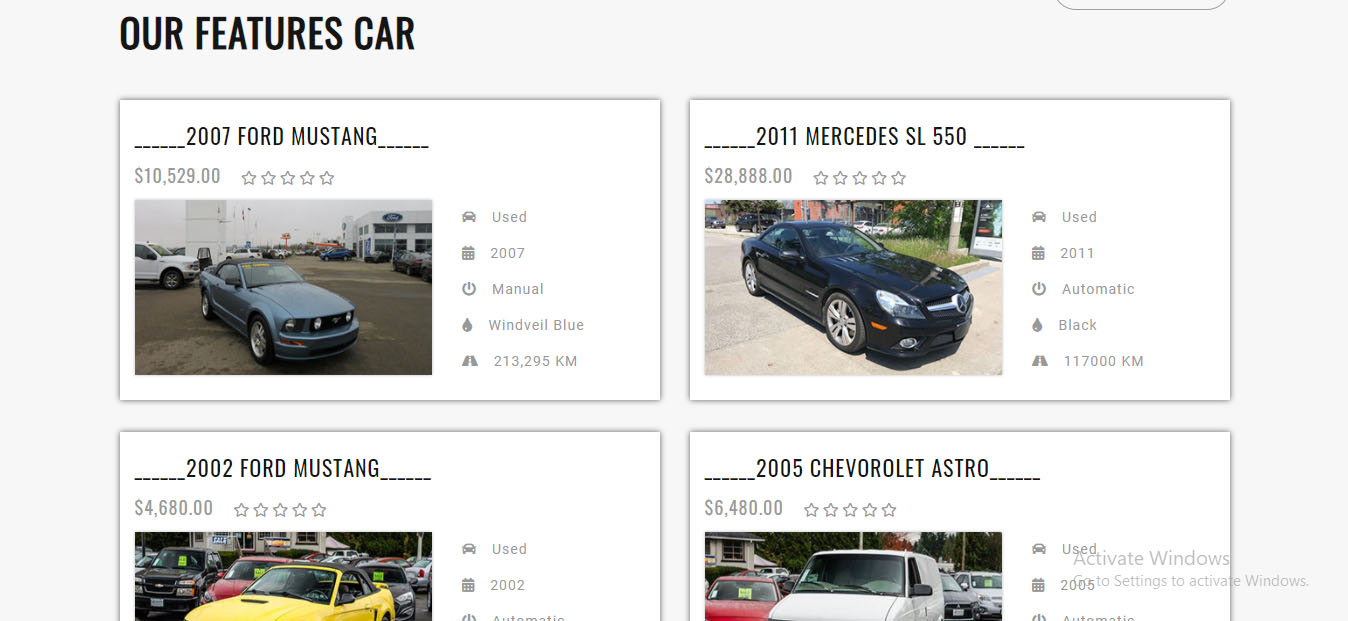 OUR FEATURES CAR
______2007 FORD MUSTANG______
$10,529.00
Used
2007
Manual
Windveil Blue
213,295 KM
______2011 MERCEDES SL 550 ______
$28,888.00
Used
2011
Automatic
Black
117000 KM
______2002 FORD MUSTANG______
$4,680.00
Used
2002
Automatic
______2005 CHEVOROLET ASTRO______
$6,480.00
Used
2005
Automatic
Activate Windows
Go to Settings to activate Windows.